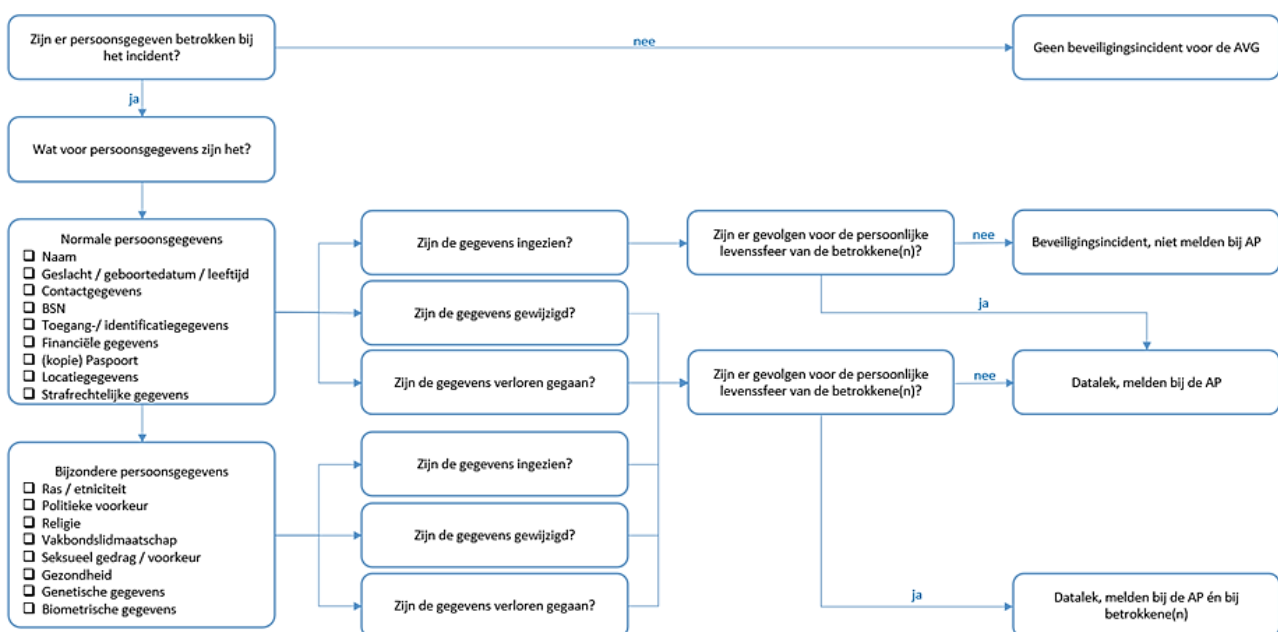 Zijn er persoonsgegeven betrokken bij
het incident?
nee
Geen beveiligingsincident voor de AVG
ja
Wat voor persoonsgegevens zijn het?
Normale persoonsgegevens
Naam
Geslacht / geboortedatum / leeftijd
Contactgegevens
BSN
Toegang-/ identificatiegegevens
Financiële gegevens
(kopie) Paspoort
Locatiegegevens
Strafrechtelijke gegevens
Zijn de gegevens ingezien?
Zijn de gegevens gewijzigd?
Zijn de gegevens verloren gegaan?
Zijn er gevolgen voor de persoonlijke
levenssfeer van de betrokkene(n)?
nee
Beveiligingsincident, niet melden bij AP
ja
Zijn er gevolgen voor de persoonlijke
levenssfeer van de betrokkene(n)?
nee
Datalek, melden bij de AP
Bijzondere persoonsgegevens
Ras / etniciteit
Politieke voorkeur
Religie
Vakbondslidmaatschap
Seksueel gedrag / voorkeur
Gezondheid
Genetische gegevens
Biometrische gegevens
Zijn de gegevens ingezien?
Zijn de gegevens gewijzigd?
Zijn de gegevens verloren gegaan?
ja
Datalek, melden bij de AP én bij
betrokkene(n)